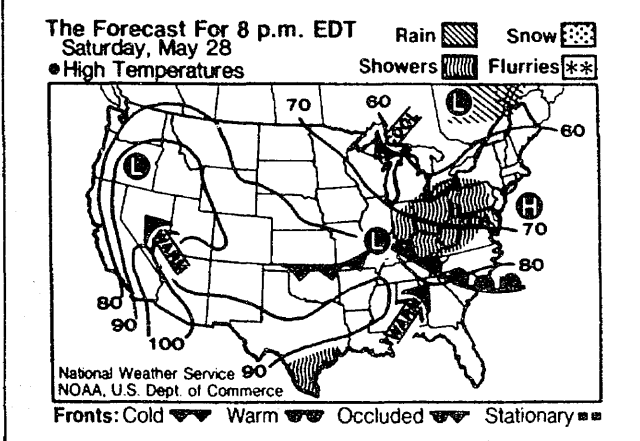 The Forecast For 8 p.m. EDT
Saturday, May 28
•High Temperatures
Rain Snow
Showers Flurries
70
60
60
L
L
H
L
70
80
WARM
WARM
80
90
100
90
National Weather Service
NOAA, U.S. Dept. of Commerce
Fronts: Cold Warm Occluded Stationary